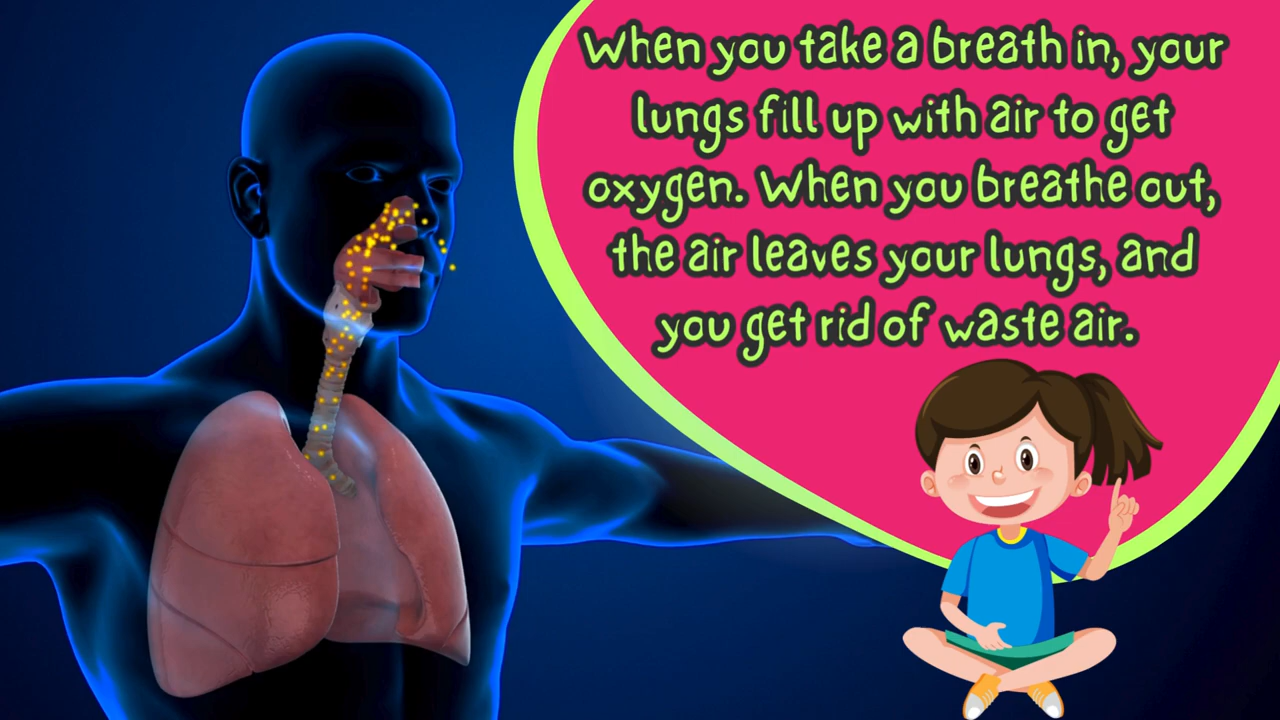 When you take a breath in, your
lungs fill up with air to get
oxygen. When you breathe out,
the air leaves your lungs, and
you get rid of waste air.